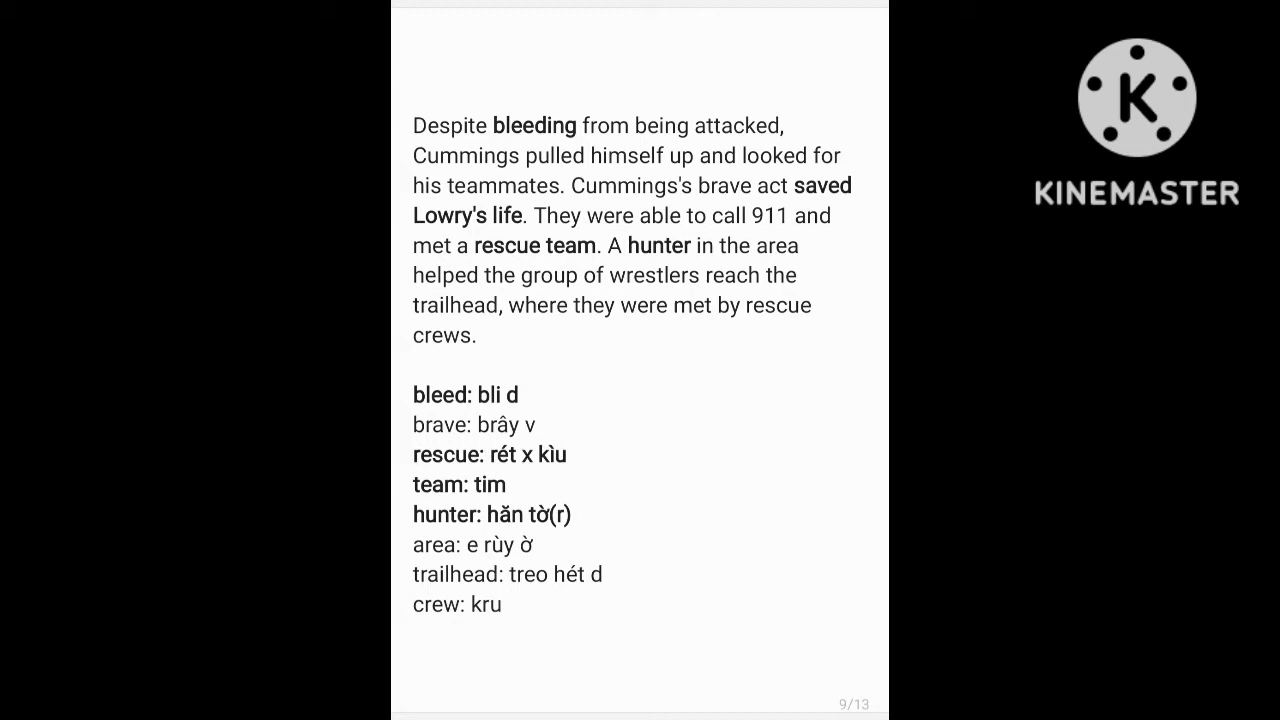 Despite bleeding from being attacked,
Cummings pulled himself up and looked for
his teammates. Cummings's brave act saved
Lowry's life. They were able to call 911 and
met a rescue team. A hunter in the area
helped the group of wrestlers reach the
trailhead, where they were met by rescue
crews.
bleed: bli d
brave: brây v
rescue: rét x kìu
team: tim
hunter: hăn tờ(r)
area: e rùy ờ
trailhead: treo hét d
crew: kru
9/13
K
KINEMASTER